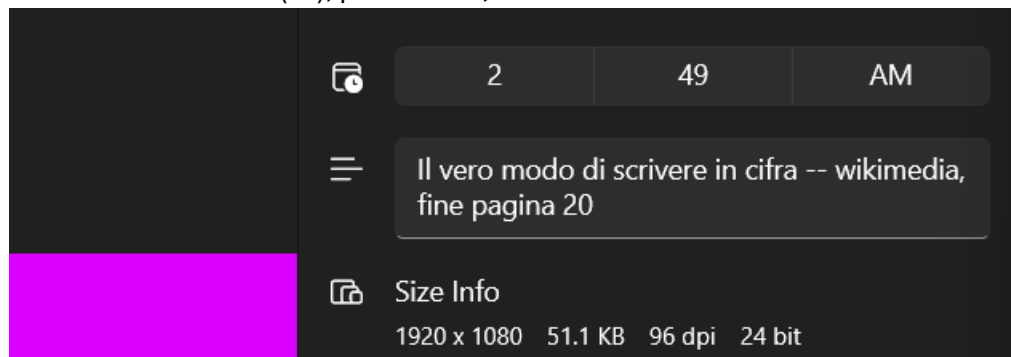 2 49 AM
Il vero modo di scrivere in cifra -- wikimedia,
fine pagina 20
Size Info
1920 x 1080 51.1 KB 96 dpi 24 bit